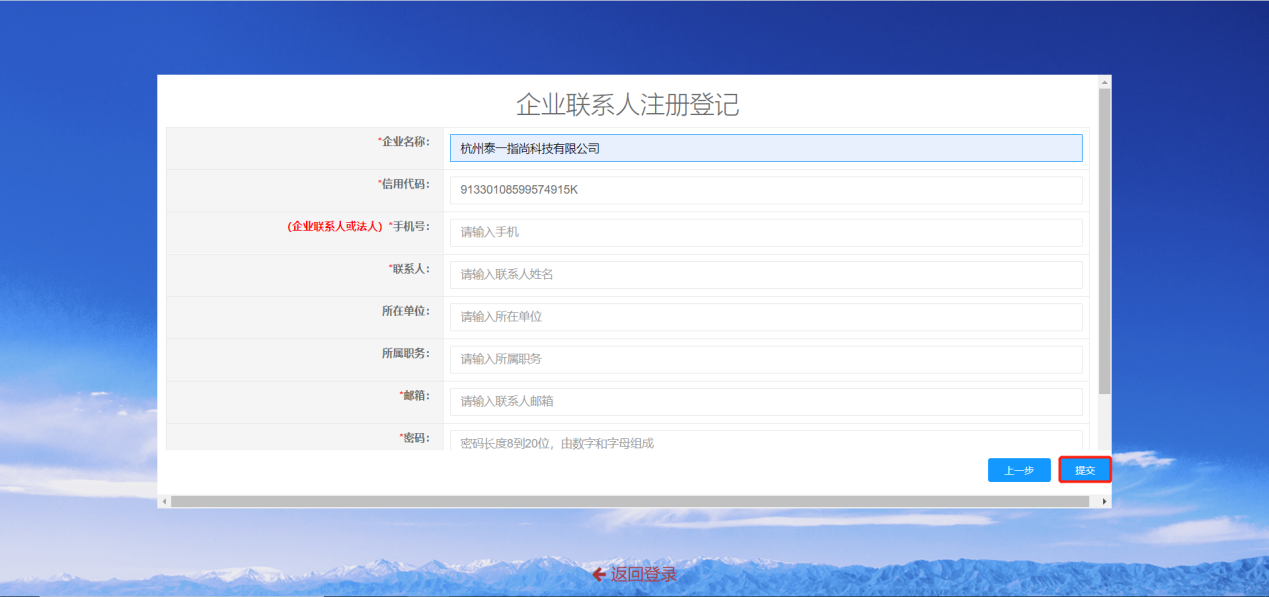 企业联系人注册登记
*企业名称： 杭州泰一指尚科技有限公司
*信用代码： 91330108599574915K
(企业联系人或法人) *手机号： 请输入手机
*联系人： 请输入联系人姓名
所在单位： 请输入所在单位
所属职务： 请输入所属职务
*邮箱： 请输入联系人邮箱
*密码： 密码长度8到20位，由数字和字母组成
上一步 提交
返回登录